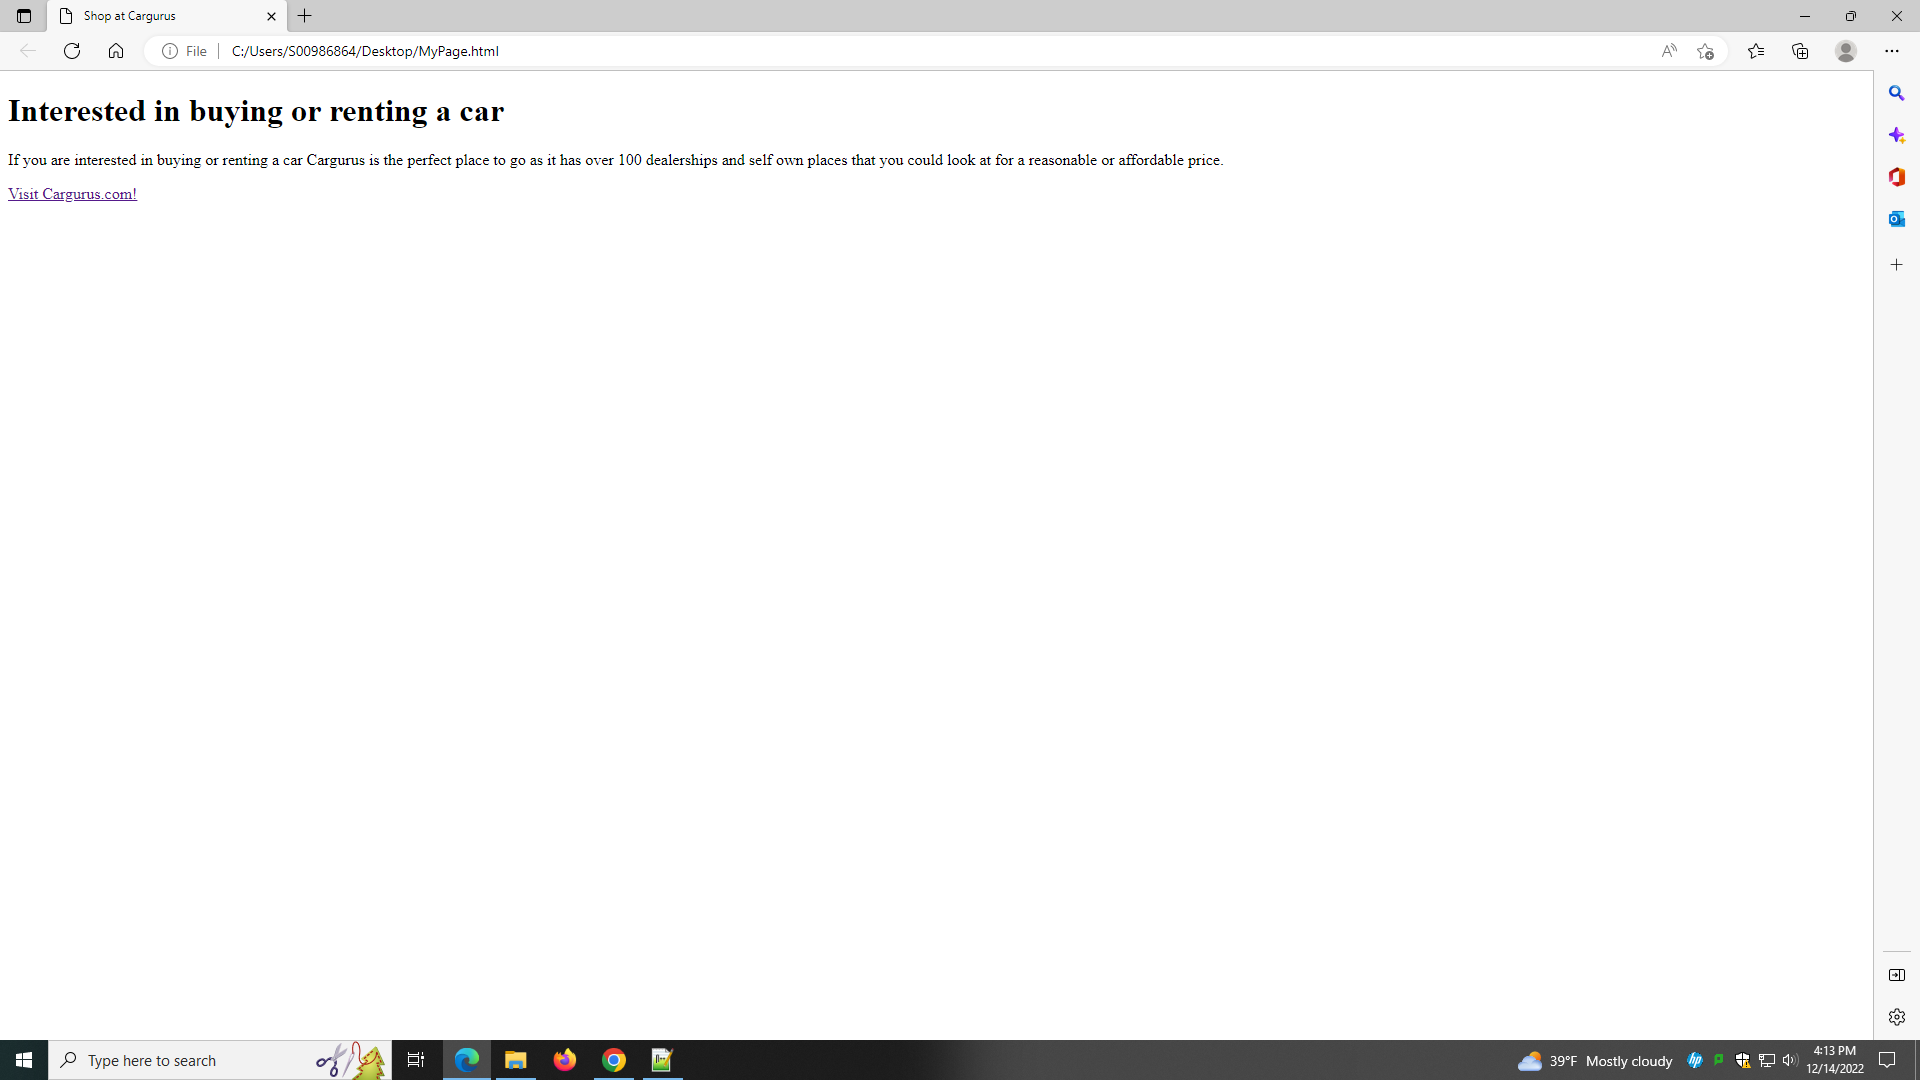 Shop at Cargurus
File
C:/Users/S00986864/Desktop/MyPage.html
Interested in buying or renting a car
If you are interested in buying or renting a car Cargurus is the perfect place to go as it has over 100 dealerships and self own places that you could look at for a reasonable or affordable price.
Visit Cargurus.com!
Type here to search
39°F Mostly cloudy
4:13 PM
12/14/2022